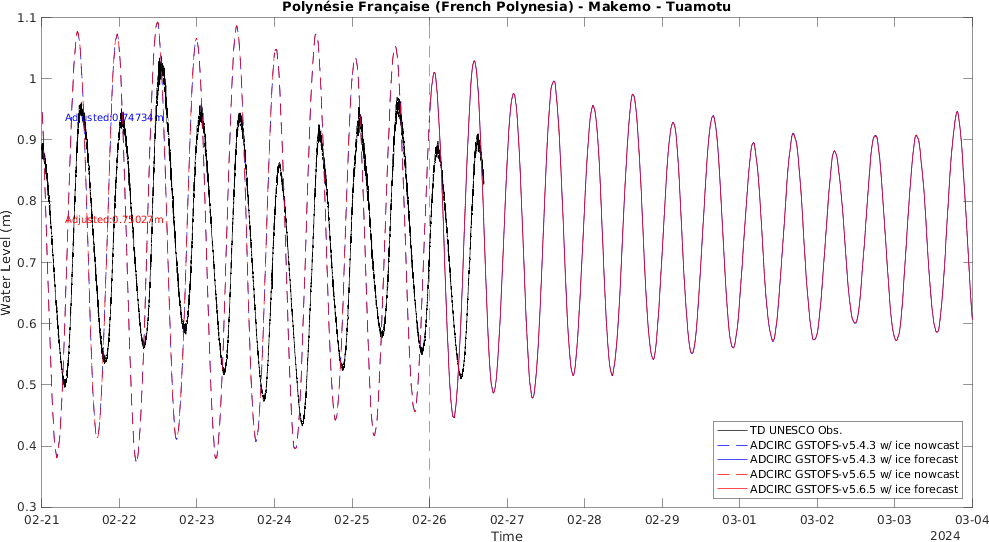 Polynésie Française (French Polynesia) - Makemo - Tuamotu
Water Level (m)
1.1
1
0.9
0.8
0.7
0.6
0.5
0.4
0.3
Adjusted:0.74734m
Adjusted:0.75027m
TD UNESCO Obs.
ADCIRC GSTOFS-v5.4.3 w/ ice nowcast
ADCIRC GSTOFS-v5.4.3 w/ ice forecast
ADCIRC GSTOFS-v5.6.5 w/ ice nowcast
ADCIRC GSTOFS-v5.6.5 w/ ice forecast
02-21 02-22 02-23 02-24 02-25 02-26 02-27 02-28 02-29 03-01 03-02 03-03 03-04
Time
2024